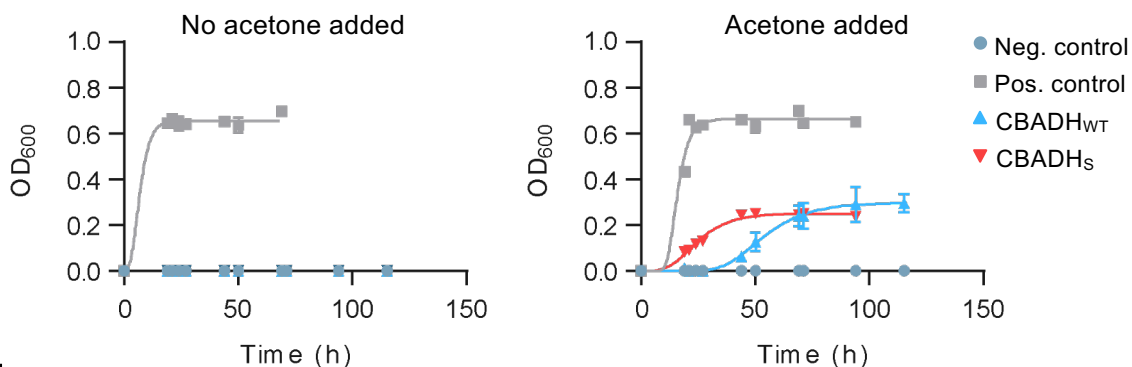 No acetone added
1.0
0.8
0.6
0.4
0.2
0.0
OD600
0
50
100
150
Time (h)
Acetone added
1.0
0.8
0.6
0.4
0.2
0.0
OD600
0
50
100
150
Time (h)
Neg. control
Pos. control
CBADHWT
CBADHS